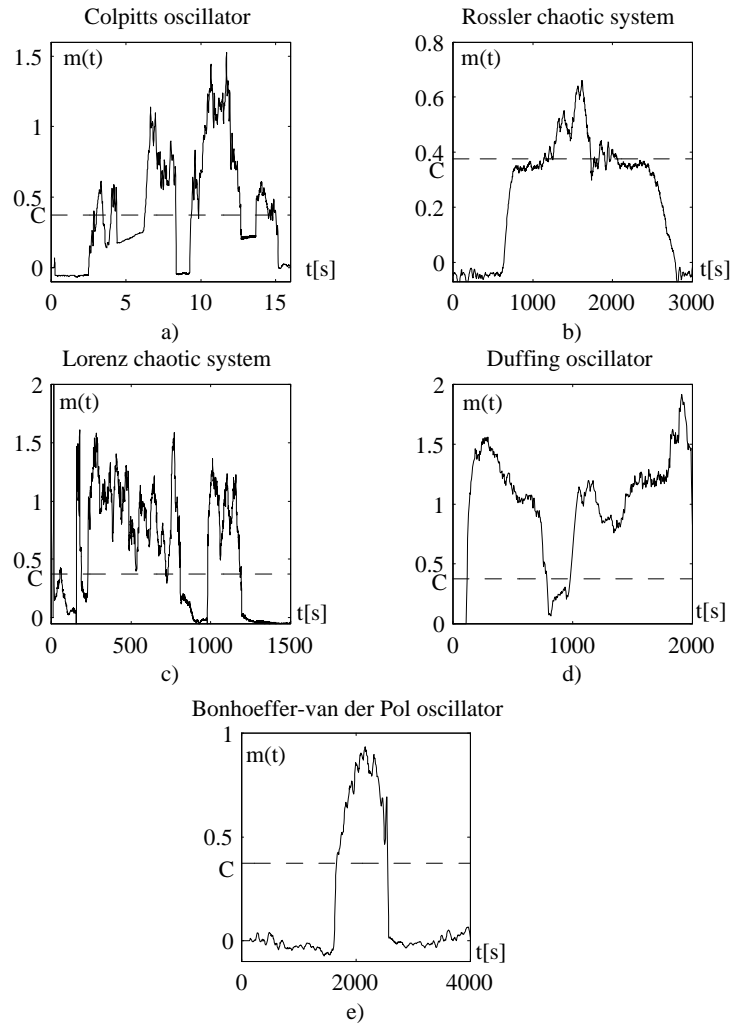 Colpitts oscillator
m(t)
1.5
1
0.5
C
0
t[s]
0 5 10 15
a)
Rossler chaotic system
0.8
m(t)
0.6
0.4
C
0.2
0
t[s]
0 1000 2000 3000
b)
Lorenz chaotic system
2
m(t)
1.5
1
0.5
C
0
t[s]
0 500 1000 1500
c)
Duffing oscillator
2
m(t)
1.5
1
0.5
C
0
t[s]
0 1000 2000
d)
Bonhoeffer-van der Pol oscillator
1
m(t)
0.5
C
0
t[s]
0 2000 4000
e)